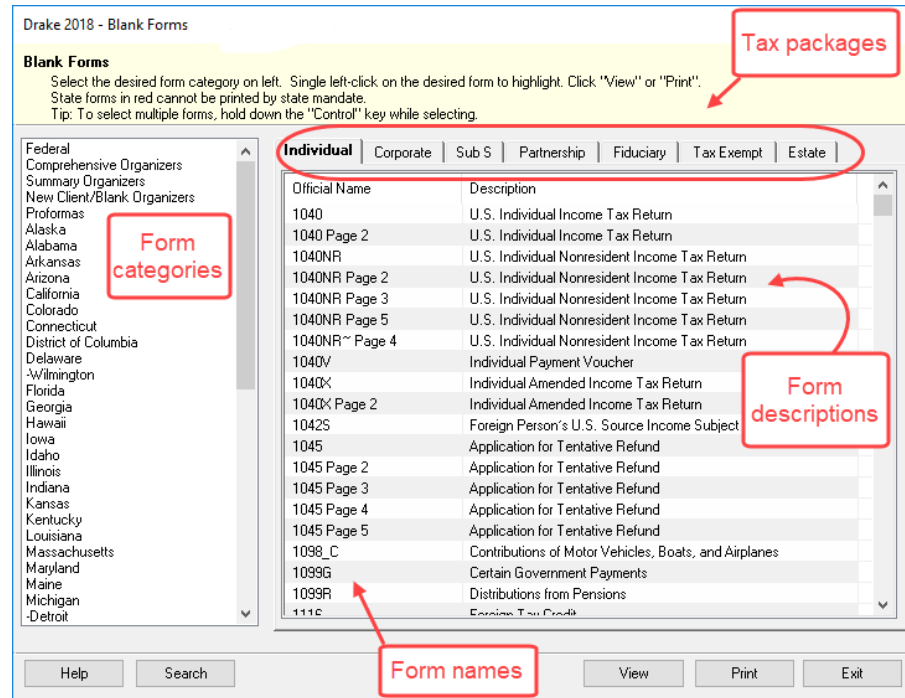 Drake 2018 - Blank Forms
Tax packages
Blank Forms
Select the desired form category on left. Single left-click on the desired form to highlight. Click "View" or "Print".
State forms in red cannot be printed by state mandate.
Tip: To select multiple forms, hold down the "Control" key while selecting.
Federal
Comprehensive Organizers
Summary Organizers
New Client/Blank Organizers
Proformas
Alaska
Alabama
Arkansas
Arizona
California
Colorado
Connecticut
District of Columbia
Delaware
-Wilmington
Florida
Georgia
Hawaii
Iowa
Idaho
Illinois
Indiana
Kansas
Kentucky
Louisiana
Massachusetts
Maryland
Maine
Michigan
-Detroit
Form
categories
Individual Corporate Sub S Partnership Fiduciary Tax Exempt Estate
Official Name Description
1040 U.S. Individual Income Tax Return
1040 Page 2 U.S. Individual Income Tax Return
1040NR U.S. Individual Nonresident Income Tax Return
1040NR Page 2 U.S. Individual Nonresident Income Tax Return
1040NR Page 3 U.S. Individual Nonresident Income Tax Return
1040NR Page 5 U.S. Individual Nonresident Income Tax Return
1040NR~ Page 4 U.S. Individual Nonresident Income Tax Return
1040V Individual Payment Voucher
1040X Individual Amended Income Tax Return
1040X Page 2 Individual Amended Income Tax Return
1042S Foreign Person's U.S. Source Income Subject
1045 Application for Tentative Refund
1045 Page 2 Application for Tentative Refund
1045 Page 3 Application for Tentative Refund
1045 Page 4 Application for Tentative Refund
1045 Page 5 Application for Tentative Refund
1098_C Contributions of Motor Vehicles, Boats, and Airplanes
1099G Certain Government Payments
1099R Distributions from Pensions
1116 Foreign Tax Credit
Form
descriptions
Form names
Help Search View Print Exit